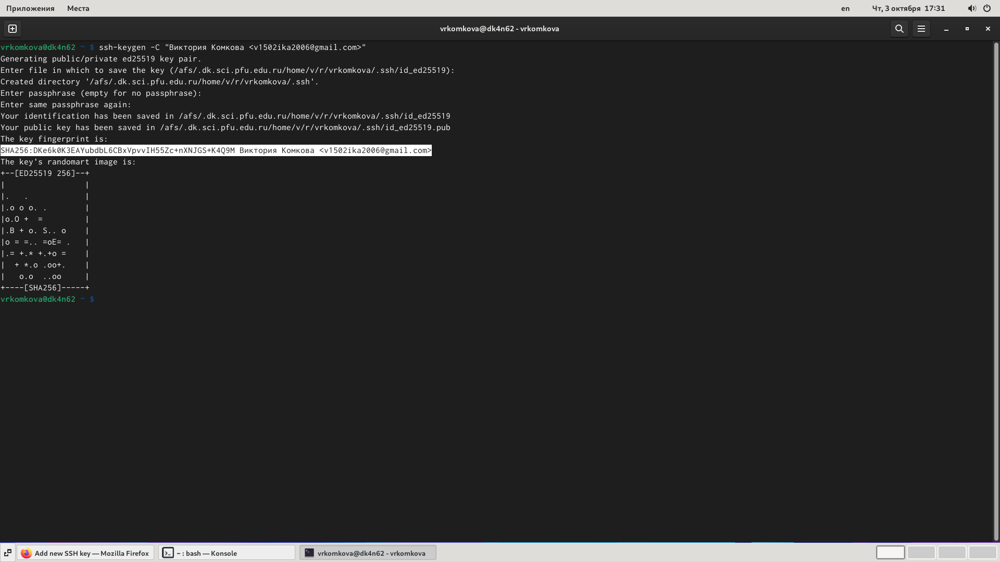 Приложения Места en Чт, 3 октября 17:31
vrkomkova@dk4n62 - vrkomkova
vrkomkova@dk4n62 ~ $ ssh-keygen -C "Виктория Комкова <v1502ika2006@gmail.com>"
Generating public/private ed25519 key pair.
Enter file in which to save the key (/afs/.dk.sci.pfu.edu.ru/home/v/r/vrkomkova/.ssh/id_ed25519):
Created directory '/afs/.dk.sci.pfu.edu.ru/home/v/r/vrkomkova/.ssh'.
Enter passphrase (empty for no passphrase):
Enter same passphrase again:
Your identification has been saved in /afs/.dk.sci.pfu.edu.ru/home/v/r/vrkomkova/.ssh/id_ed25519
Your public key has been saved in /afs/.dk.sci.pfu.edu.ru/home/v/r/vrkomkova/.ssh/id_ed25519.pub
The key fingerprint is:
SHA256:DKe6k0K3EAYubdbL6CBxVpvvIH55Zc+nXNJGS+K4Q9M Виктория Комкова <v1502ika2006@gmail.com>
The key's randomart image is:
+--[ED25519 256]--+
|                 |
|.   .            |
|.o o o. .        |
|o.O +  =         |
|.B + o. S.. o    |
|o = =.. =oE= .   |
|.= +.* +.+o =    |
|  + *.o .oo+.    |
|   o.o  ..oo     |
+----[SHA256]-----+
vrkomkova@dk4n62 ~ $
Add new SSH key — Mozilla Firefox ~ : bash — Konsole vrkomkova@dk4n62 - vrkomkova